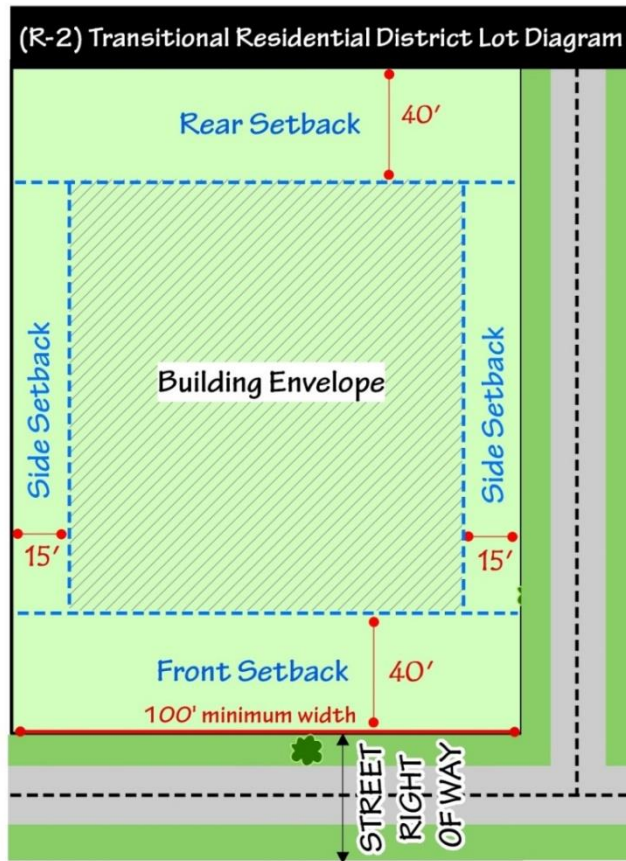 (R-2) Transitional Residential District Lot Diagram
Rear Setback
40'
Side Setback
Building Envelope
Side Setback
15'
15'
Front Setback
40'
100' minimum width
STREET
RIGHT
OF WAY